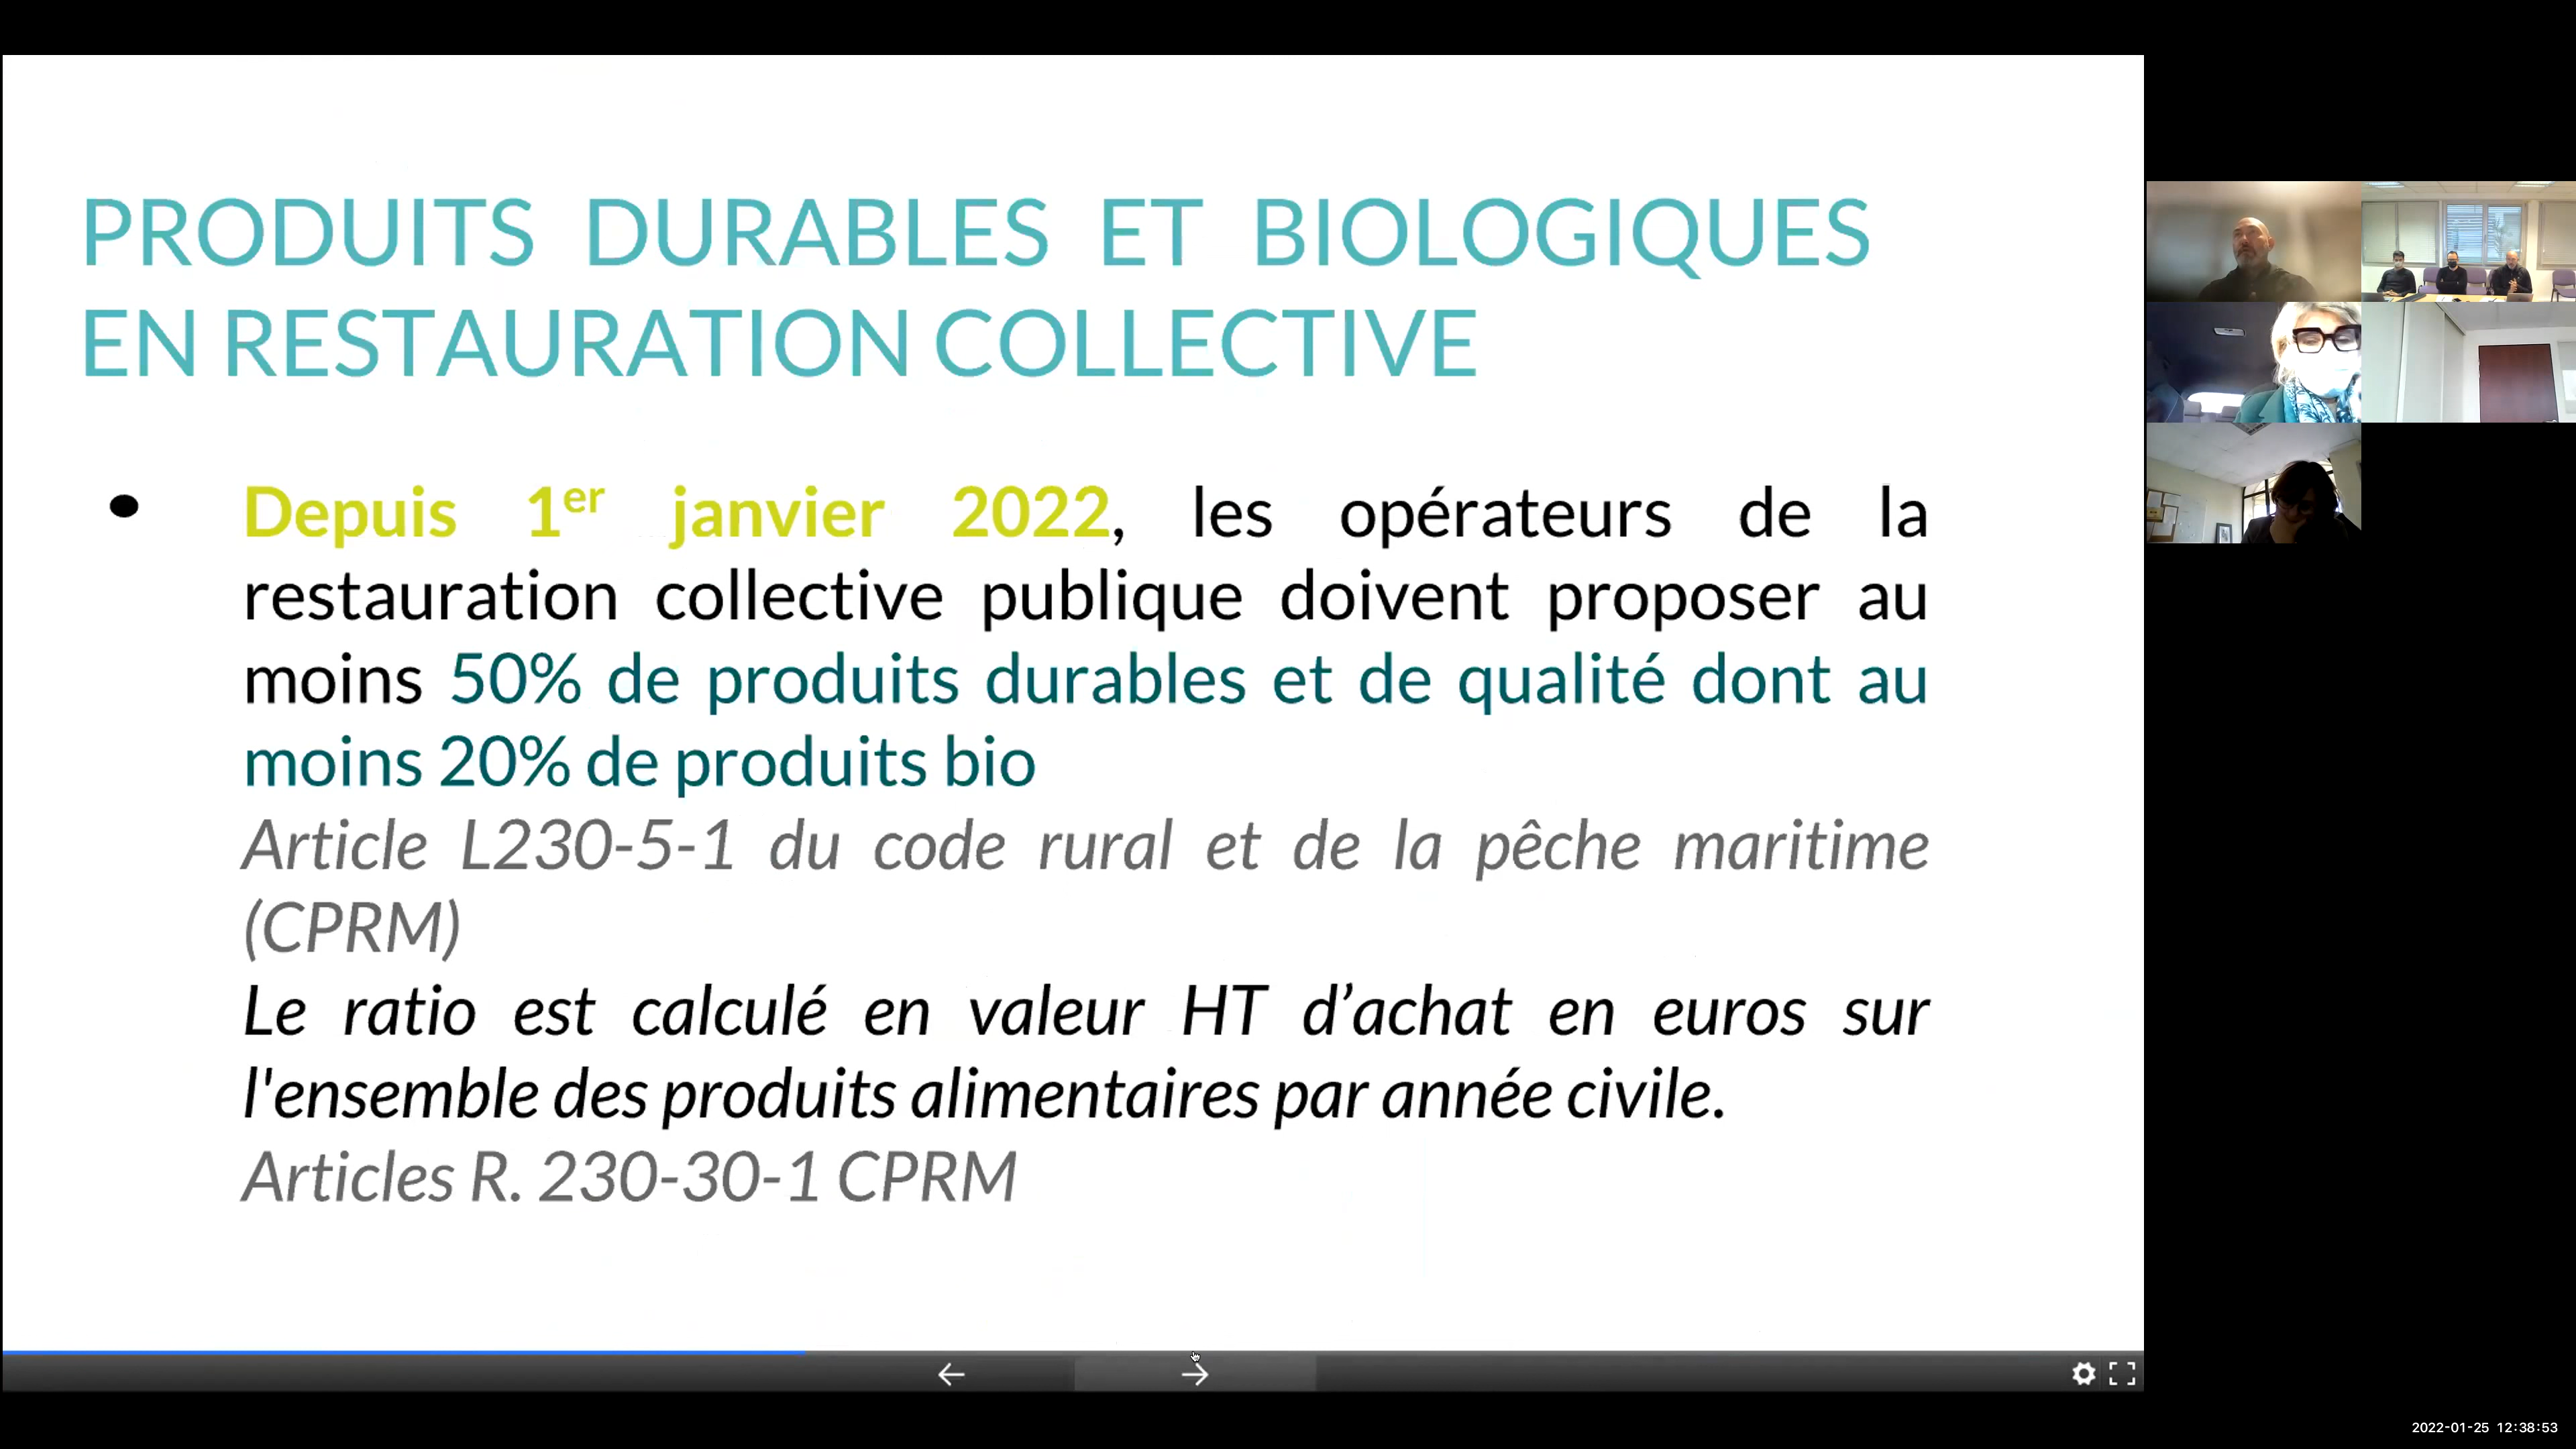 PRODUITS DURABLES ET BIOLOGIQUES
EN RESTAURATION COLLECTIVE
• Depuis 1er janvier 2022, les opérateurs de la
restauration collective publique doivent proposer au
moins 50% de produits durables et de qualité dont au
moins 20% de produits bio
Article L230-5-1 du code rural et de la pêche maritime
(CPRM)
Le ratio est calculé en valeur HT d’achat en euros sur
l'ensemble des produits alimentaires par année civile.
Articles R. 230-30-1 CPRM
2022-01-25 12:38:53